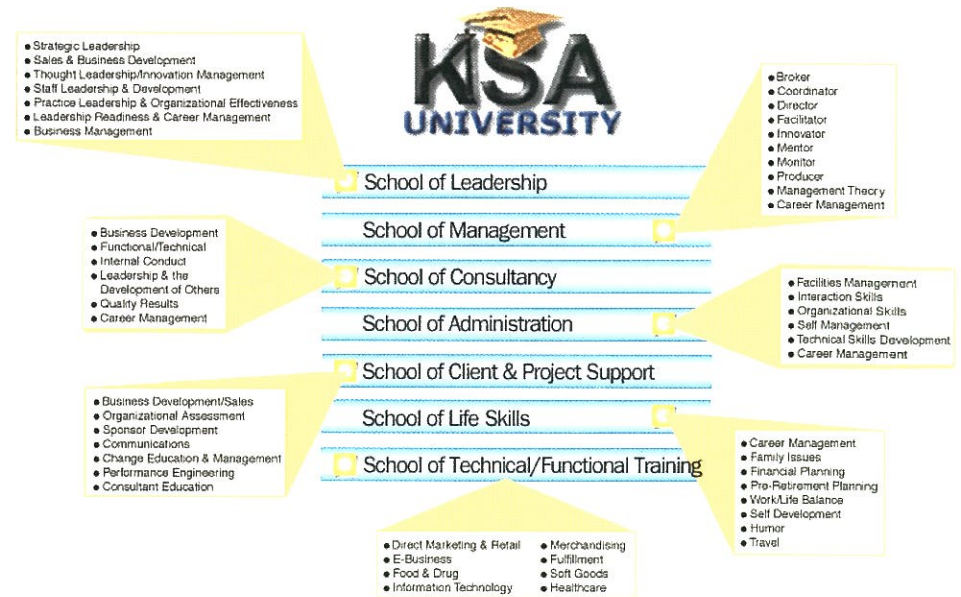 KSA
UNIVERSITY
• Strategic Leadership
• Sales & Business Development
• Thought Leadership/Innovation Management
• Staff Leadership & Development
• Practice Leadership & Organizational Effectiveness
• Leadership Readiness & Career Management
• Business Management
School of Leadership
• Broker
• Coordinator
• Director
• Facilitator
• Innovator
• Mentor
• Monitor
• Producer
• Management Theory
• Career Management
School of Management
• Business Development
• Functional/Technical
• Internal Conduct
• Leadership & the
Development of Others
• Quality Results
• Career Management
School of Consultancy
• Facilities Management
• Interaction Skills
• Organizational Skills
• Self Management
• Technical Skills Development
• Career Management
School of Administration
• Business Development/Sales
• Organizational Assessment
• Sponsor Development
• Communications
• Change Education & Management
• Performance Engineering
• Consultant Education
School of Client & Project Support
• Career Management
• Family Issues
• Financial Planning
• Pre-Retirement Planning
• Work/Life Balance
• Self Development
• Humor
• Travel
School of Life Skills
School of Technical/Functional Training
• Direct Marketing & Retail
• E-Business
• Food & Drug
• Information Technology
• Merchandising
• Fulfillment
• Soft Goods
• Healthcare